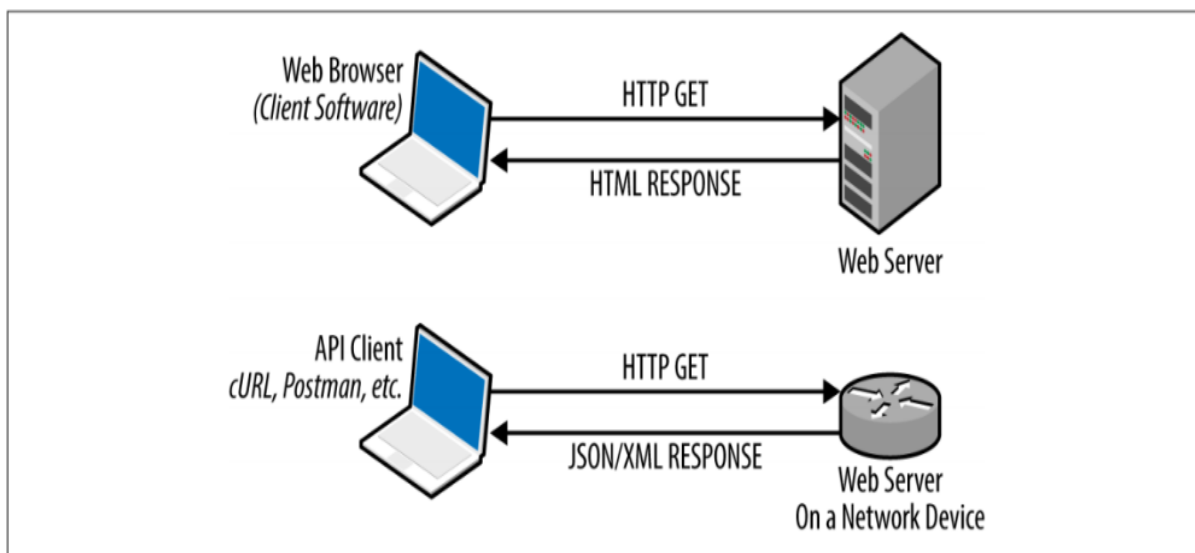 Web Browser
(Client Software)
HTTP GET
HTML RESPONSE
Web Server
API Client
cURL, Postman, etc.
HTTP GET
JSON/XML RESPONSE
Web Server
On a Network Device